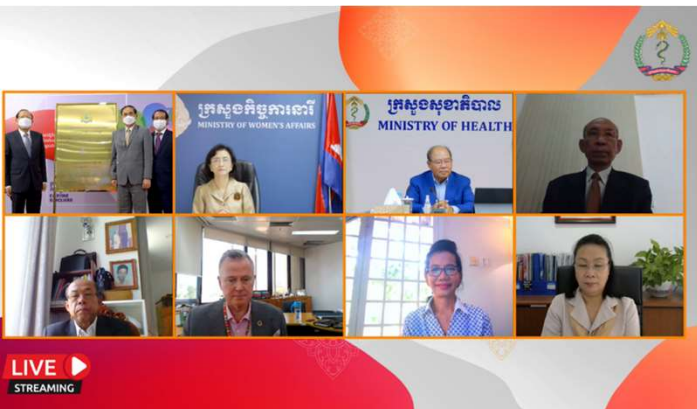 ក្រសួងកិច្ចការនារី
MINISTRY OF WOMEN'S AFFAIRS
ក្រសួងសុខាភិបាល
MINISTRY OF HEALTH
LIVE
STREAMING